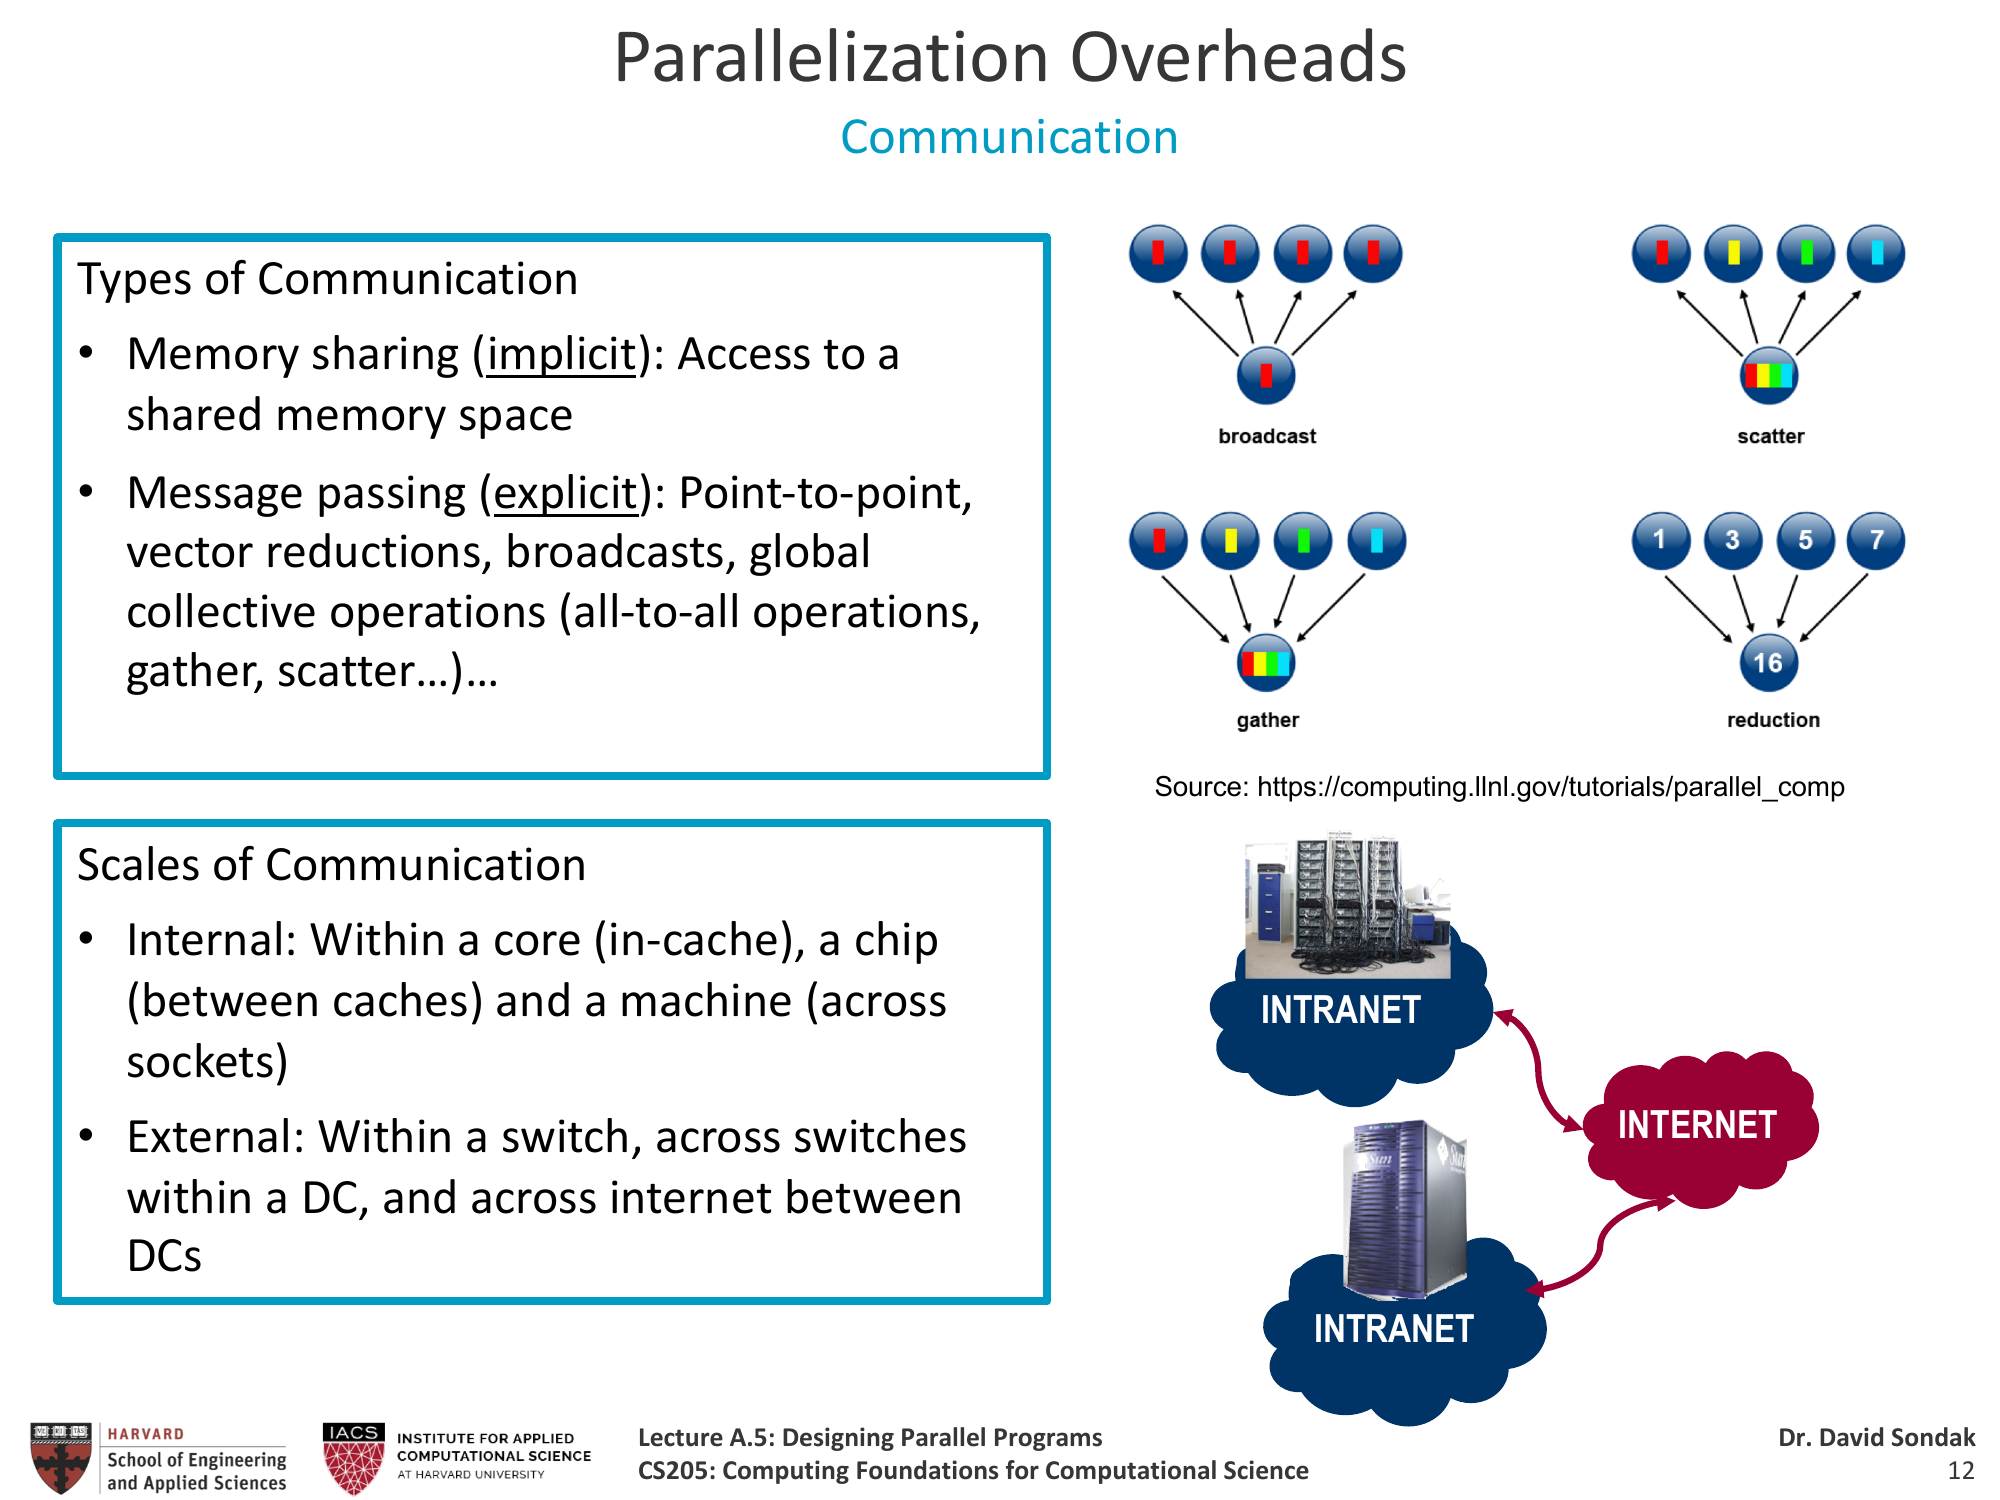 Parallelization Overheads
Communication
Types of Communication
• Memory sharing (implicit): Access to a
shared memory space
• Message passing (explicit): Point-to-point,
vector reductions, broadcasts, global
collective operations (all-to-all operations,
gather, scatter…)…
broadcast
scatter
1 3 5 7
16
gather
reduction
Source: https://computing.llnl.gov/tutorials/parallel_comp
Scales of Communication
• Internal: Within a core (in-cache), a chip
(between caches) and a machine (across
sockets)
• External: Within a switch, across switches
within a DC, and across internet between
DCs
INTRANET
INTERNET
Sun
Sun
INTRANET
HARVARD
School of Engineering
and Applied Sciences
IACS
INSTITUTE FOR APPLIED
COMPUTATIONAL SCIENCE
AT HARVARD UNIVERSITY
Lecture A.5: Designing Parallel Programs
CS205: Computing Foundations for Computational Science
Dr. David Sondak
12